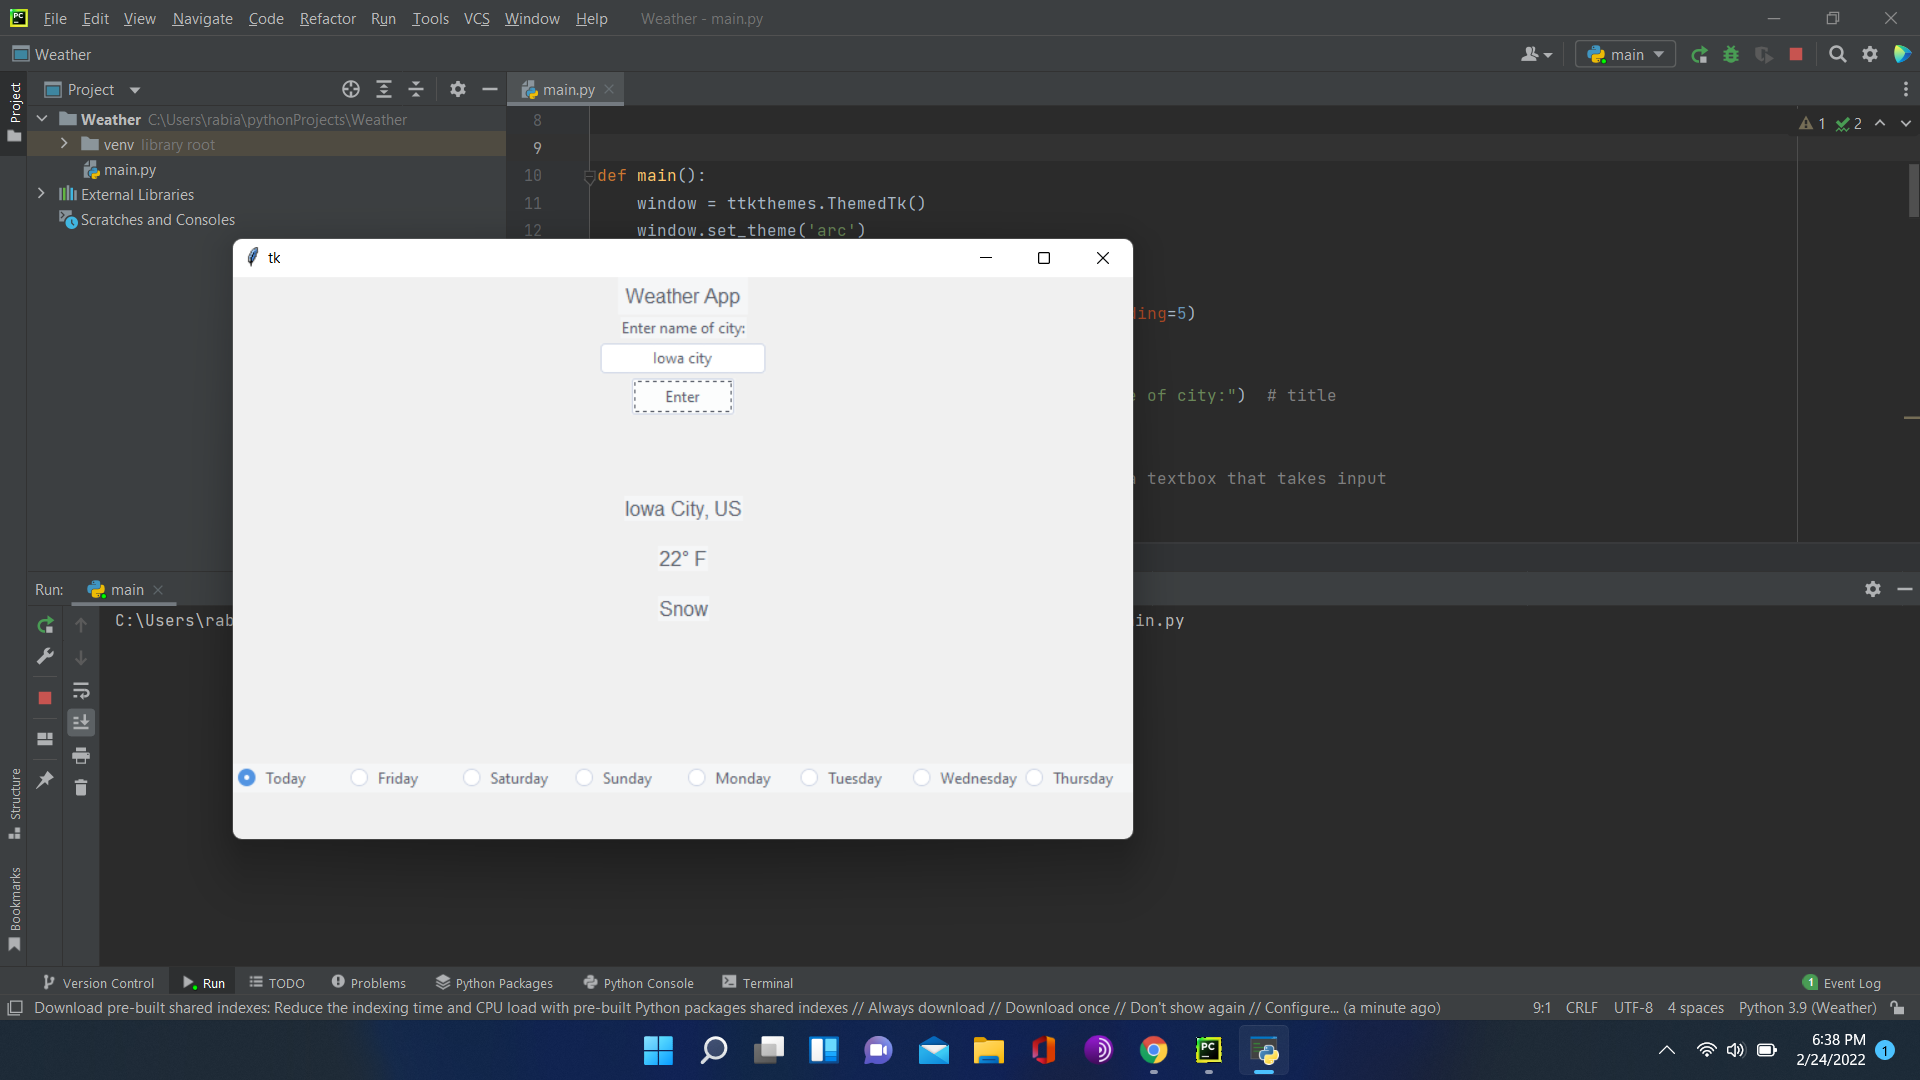 PC File Edit View Navigate Code Refactor Run Tools VCS Window Help Weather - main.py
Weather main
Project
Project main.py
Weather C:\Users\rabia\pythonProjects\Weather
venv library root
main.py
External Libraries
Scratches and Consoles
8
9
1 2
10 def main():
11 window = ttkthemes.ThemedTk()
12 window.set_theme('arc')
ing=5)
of city:") # title
textbox that takes input
tk
Weather App
Enter name of city:
Iowa city
Enter
Iowa City, US
22° F
Snow
Today Friday Saturday Sunday Monday Tuesday Wednesday Thursday
Run: main
C:\Users\rab in.py
Structure
Bookmarks
Version Control Run TODO Problems Python Packages Python Console Terminal 1 Event Log
Download pre-built shared indexes: Reduce the indexing time and CPU load with pre-built Python packages shared indexes // Always download // Download once // Don't show again // Configure... (a minute ago) 9:1 CRLF UTF-8 4 spaces Python 3.9 (Weather)
PC
6:38 PM
2/24/2022 1